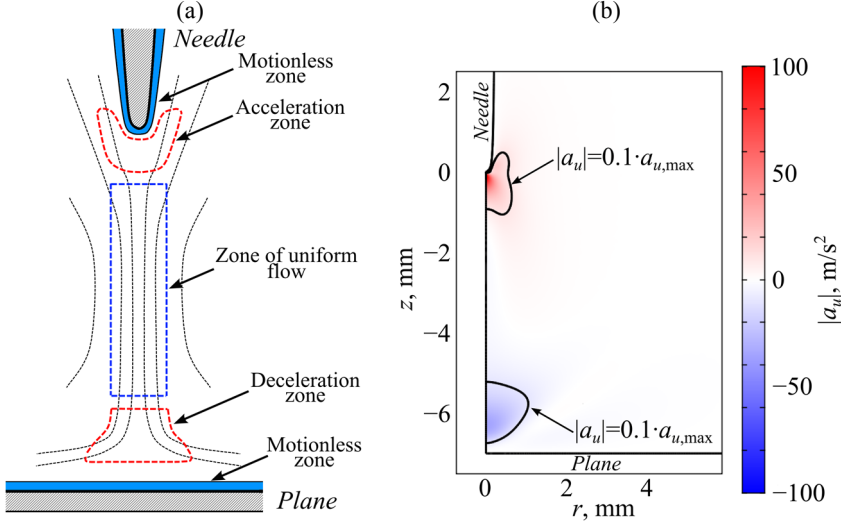 (a)
Needle
Motionless
zone
Acceleration
zone
Zone of uniform
flow
Deceleration
zone
Motionless
zone
Plane
(b)
2
0
−2
−4
−6
z, mm
Needle
|a_u|=0.1·a_{u,max}
|a_u|=0.1·a_{u,max}
Plane
0
2
4
r, mm
100
50
0
−50
−100
|a_u|, m/s²